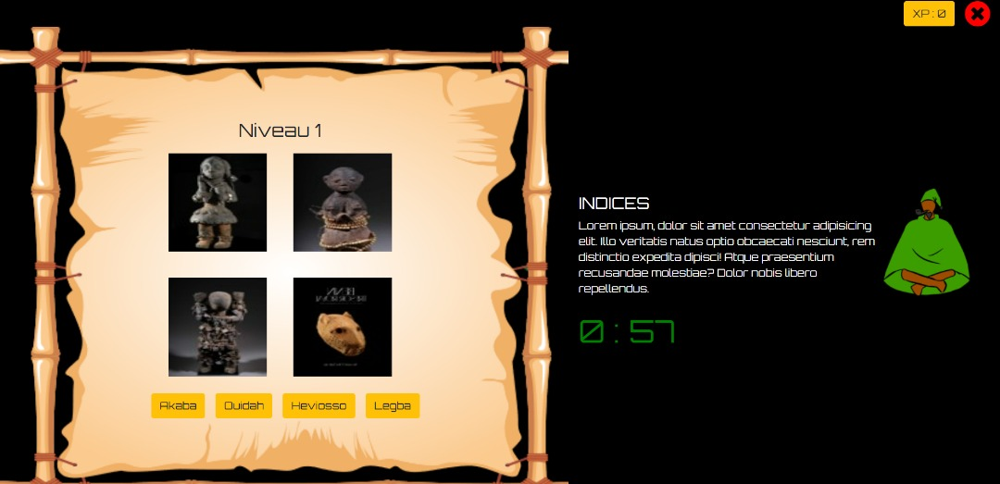 XP : 0
Niveau 1
Akaba
Ouidah
Heviosso
Legba
INDICES
Lorem ipsum, dolor sit amet consectetur adipisicing
elit. Illo veritatis natus optio obcaecati nesciunt, rem
distinctio expedita dipisci! Atque praesentium
recusandae molestiae? Dolor nobis libero
repellendus.
0 : 57